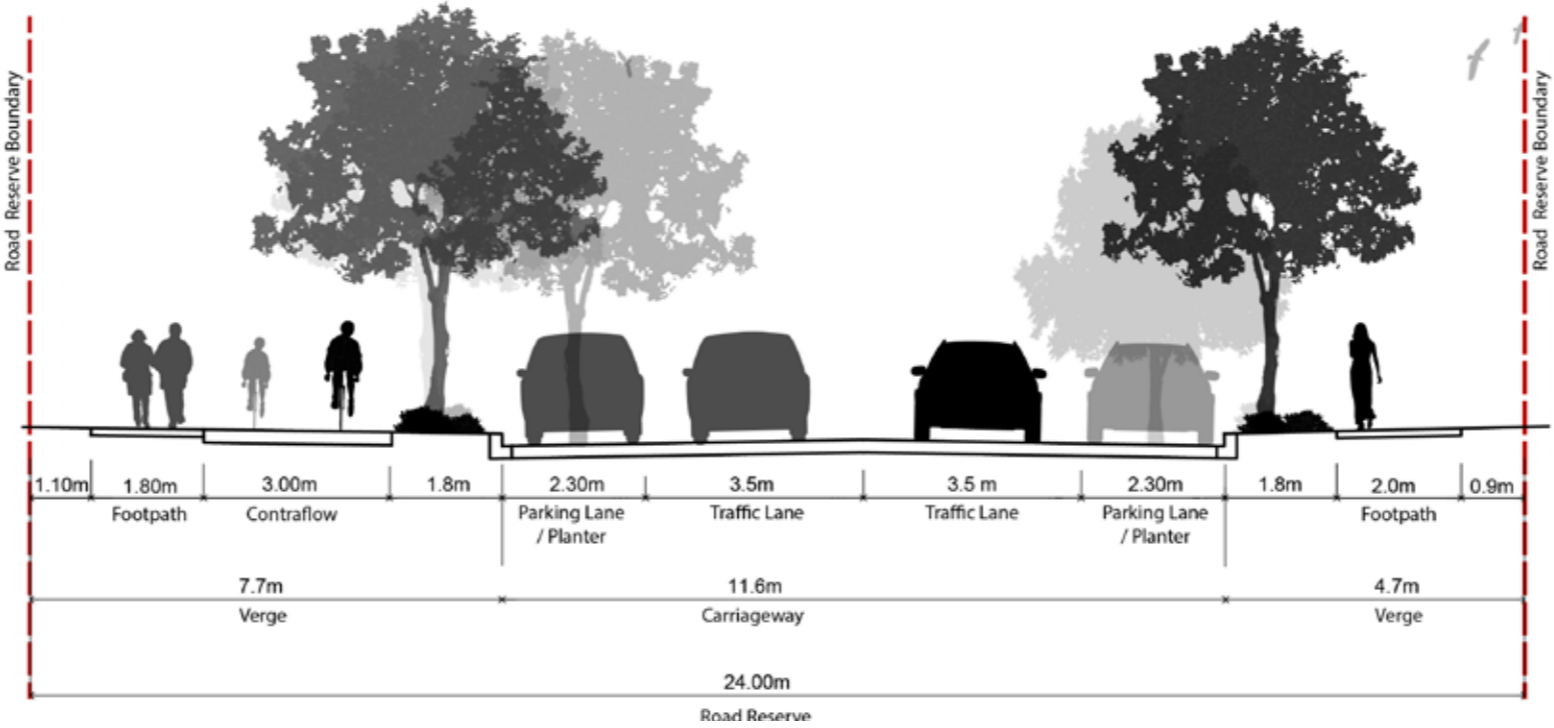 Road Reserve Boundary
Road Reserve Boundary
1.10m 1.80m 3.00m 1.8m 2.30m 3.5m 3.5 m 2.30m 1.8m 2.0m 0.9m
Footpath Contraflow Parking Lane Traffic Lane Traffic Lane Parking Lane Footpath
/ Planter / Planter
7.7m 11.6m 4.7m
Verge Carriageway Verge
24.00m
Road Reserve